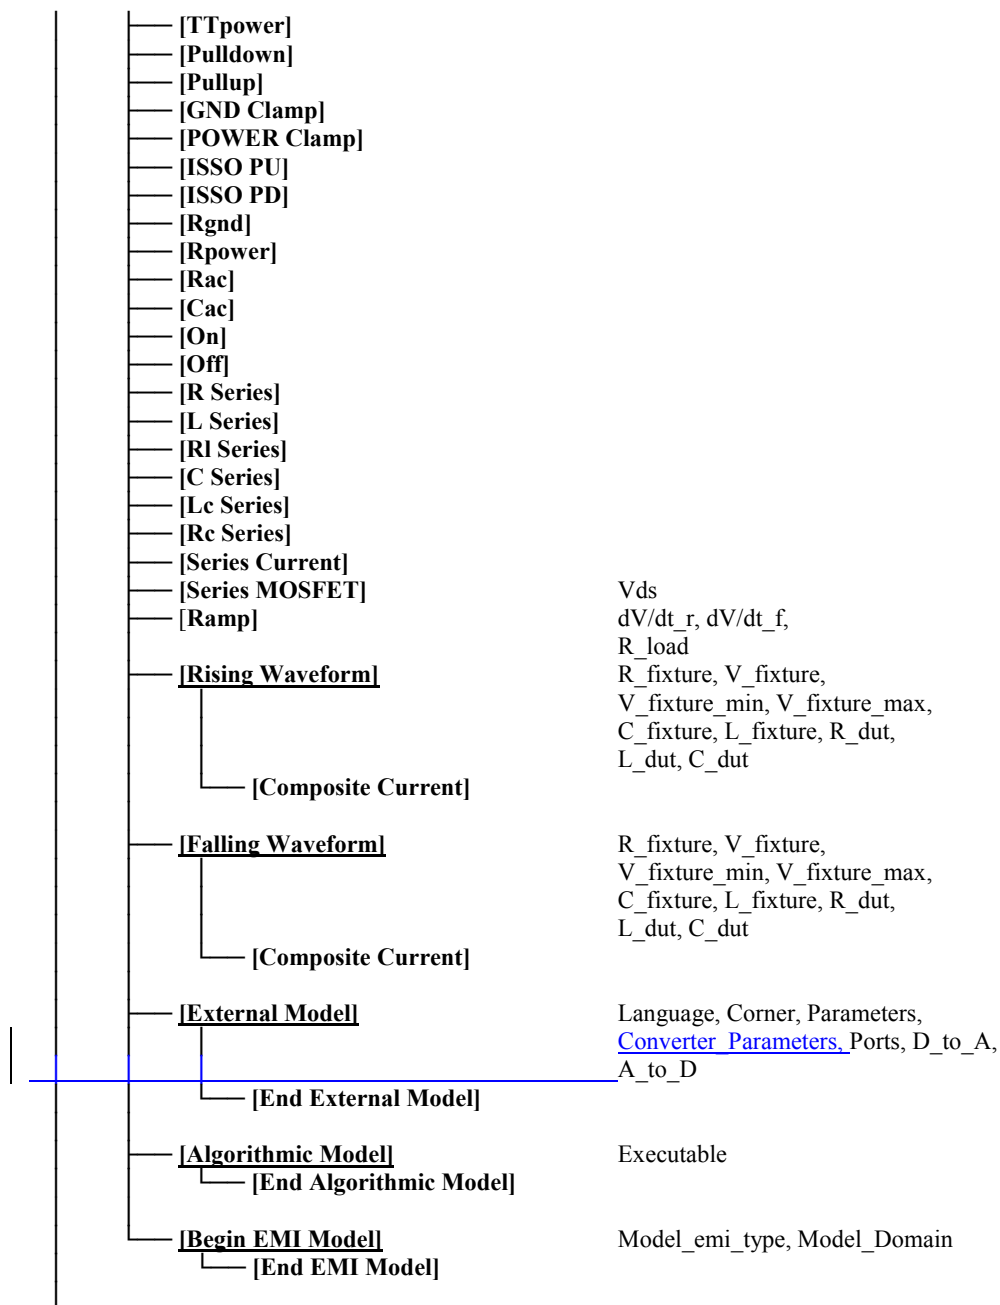 [TTpower]
[Pulldown]
[Pullup]
[GND Clamp]
[POWER Clamp]
[ISSO PU]
[ISSO PD]
[Rgnd]
[Rpower]
[Rac]
[Cac]
[On]
[Off]
[R Series]
[L Series]
[Rl Series]
[C Series]
[Lc Series]
[Rc Series]
[Series Current]
[Series MOSFET] Vds
[Ramp] dV/dt_r, dV/dt_f,
R_load
[Rising Waveform] R_fixture, V_fixture,
V_fixture_min, V_fixture_max,
C_fixture, L_fixture, R_dut,
L_dut, C_dut
[Composite Current]
[Falling Waveform] R_fixture, V_fixture,
V_fixture_min, V_fixture_max,
C_fixture, L_fixture, R_dut,
L_dut, C_dut
[Composite Current]
[External Model] Language, Corner, Parameters,
Converter_Parameters, Ports, D_to_A,
A_to_D
[End External Model]
[Algorithmic Model] Executable
[End Algorithmic Model]
[Begin EMI Model] Model_emi_type, Model_Domain
[End EMI Model]